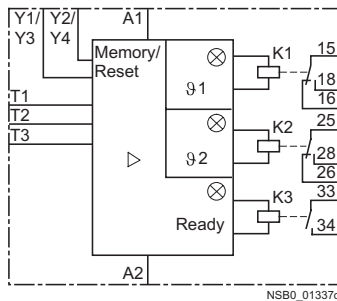 Y1/ Y2/ A1
Y3 Y4
Memory/
Reset
K1
15
ϑ1
18
16
T1
T2
T3
K2
25
ϑ2
28
26
K3
33
Ready
34
A2
NSB0_01337c